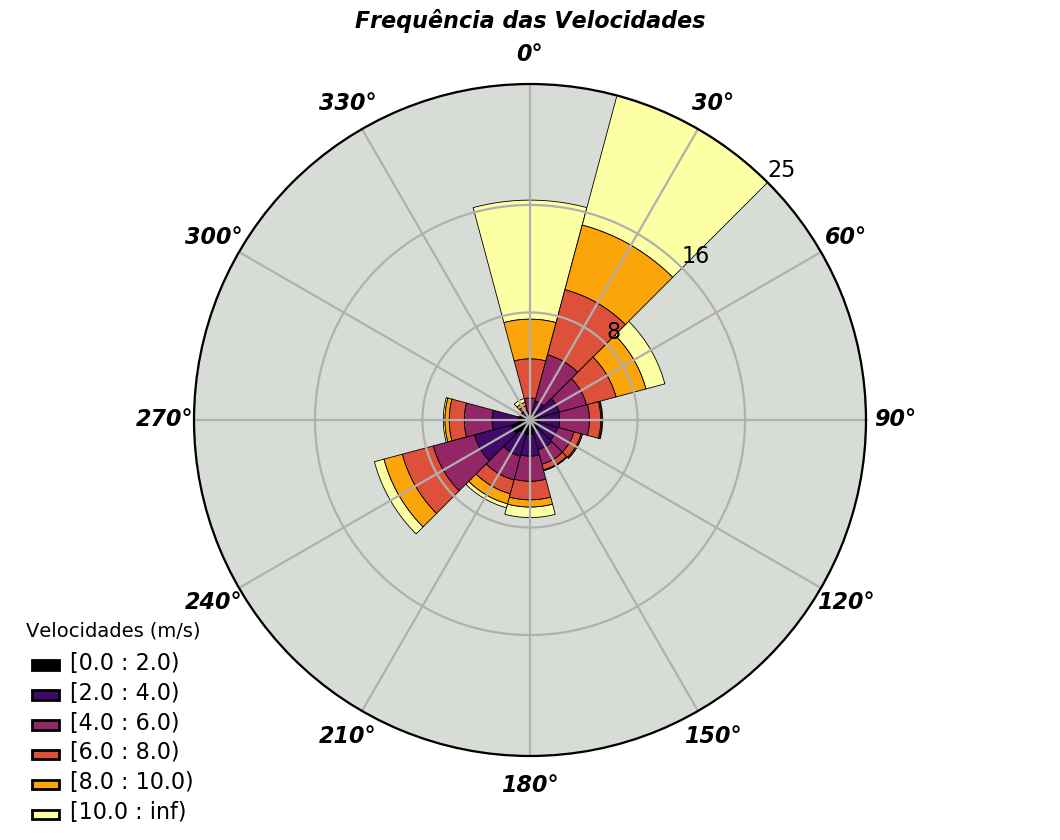 Frequência das Velocidades
0°
30°
60°
90°
120°
150°
180°
210°
240°
270°
300°
330°
25
16
8
Velocidades (m/s)
[0.0 : 2.0)
[2.0 : 4.0)
[4.0 : 6.0)
[6.0 : 8.0)
[8.0 : 10.0)
[10.0 : inf)